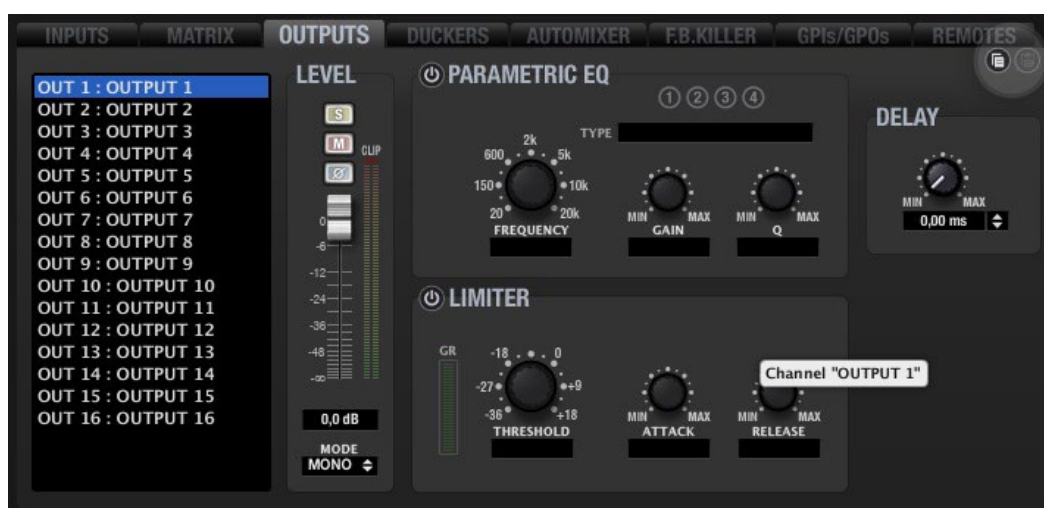 INPUTS MATRIX OUTPUTS DUCKERS AUTOMIXER F.B.KILLER GPIs/GPOs REMOTES
OUT 1 : OUTPUT 1
OUT 2 : OUTPUT 2
OUT 3 : OUTPUT 3
OUT 4 : OUTPUT 4
OUT 5 : OUTPUT 5
OUT 6 : OUTPUT 6
OUT 7 : OUTPUT 7
OUT 8 : OUTPUT 8
OUT 9 : OUTPUT 9
OUT 10 : OUTPUT 10
OUT 11 : OUTPUT 11
OUT 12 : OUTPUT 12
OUT 13 : OUTPUT 13
OUT 14 : OUTPUT 14
OUT 15 : OUTPUT 15
OUT 16 : OUTPUT 16
LEVEL
S
M
CLIP
Ø
0
-6
-12
-24
-36
-48
-∞
0,0 dB
MODE
MONO
PARAMETRIC EQ
1 2 3 4
TYPE
2k
600 5k
150 10k
20 20k
FREQUENCY
MIN MAX
GAIN
MIN MAX
Q
LIMITER
GR
-18 0
-27 +9
-36 +18
THRESHOLD
MIN MAX
ATTACK
Channel "OUTPUT 1"
MIN MAX
RELEASE
DELAY
MIN MAX
0,00 ms